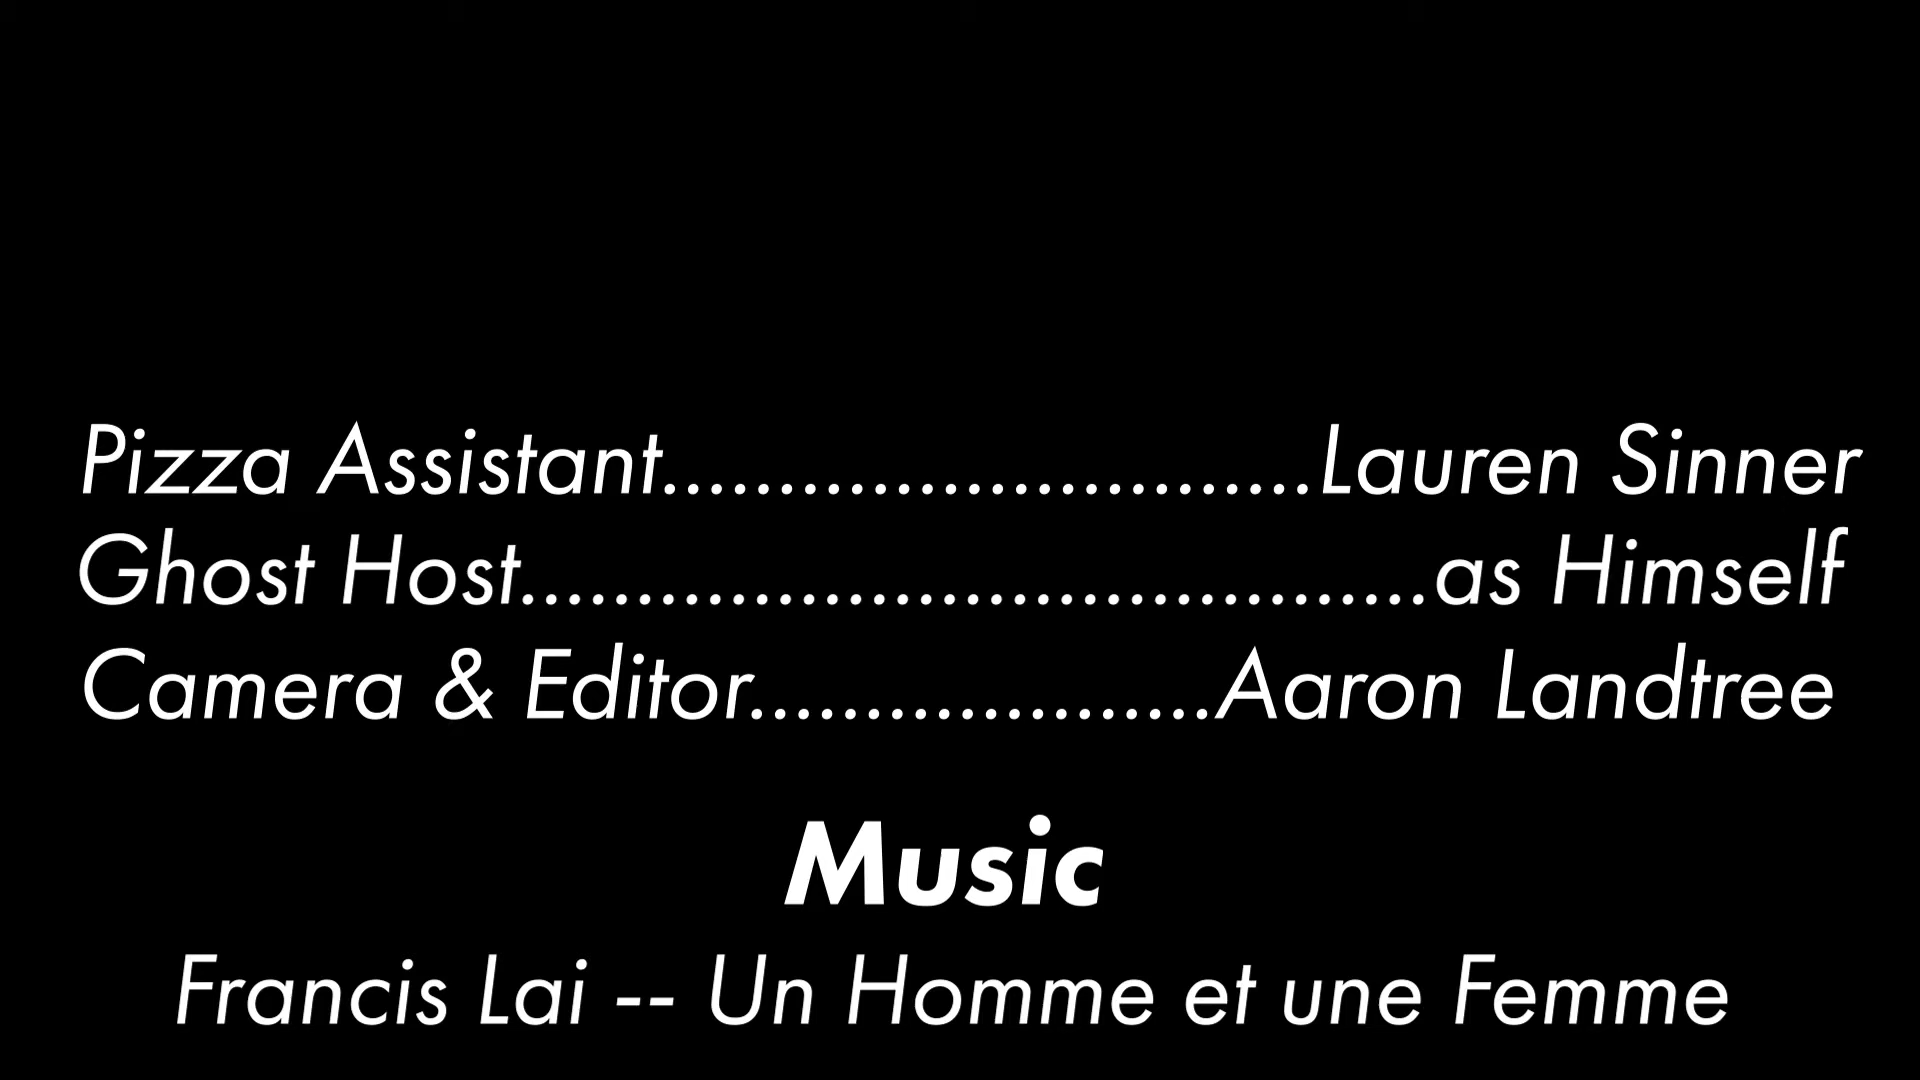 Pizza Assistant............................Lauren Sinner
Ghost Host.......................................as Himself
Camera & Editor....................Aaron Landtree
Music
Francis Lai -- Un Homme et une Femme